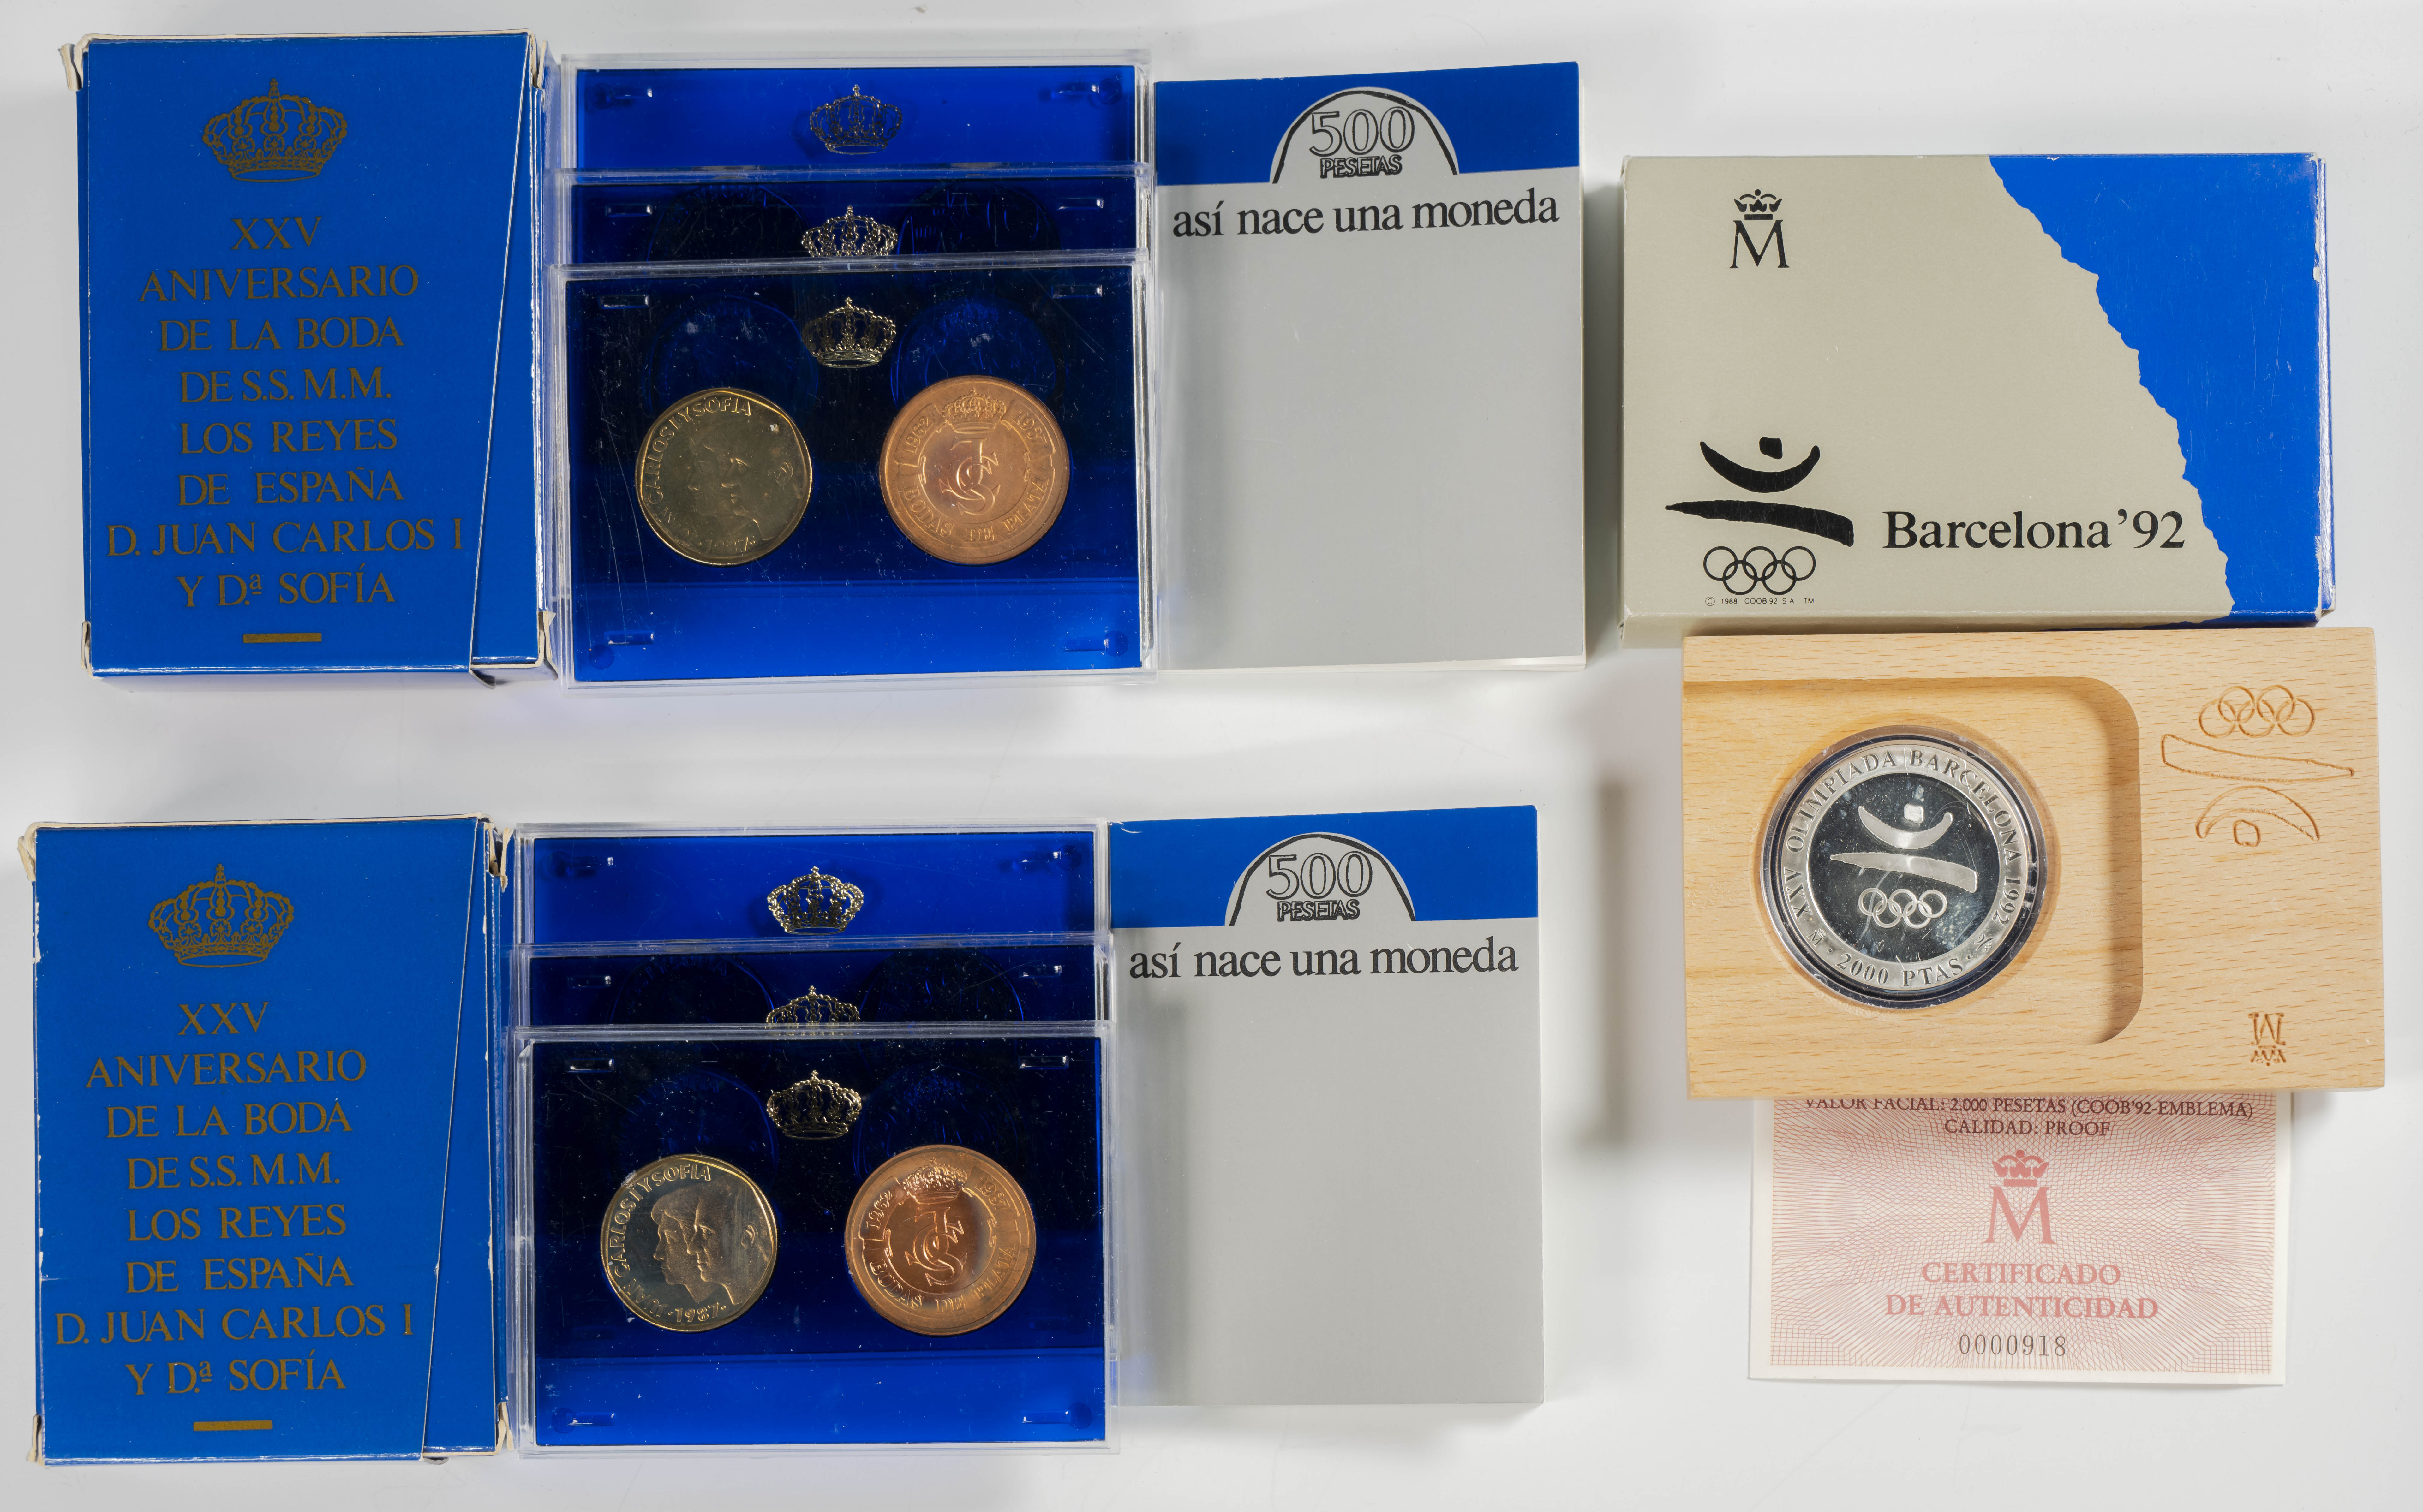 XXV
ANIVERSARIO
DE LA BODA
DE S.S. M.M.
LOS REYES
DE ESPAÑA
D. JUAN CARLOS I
Y D.ª SOFÍA
CARLOS I Y SOFIA
1962 1987
BODAS DE PLATA
500
PESETAS
así nace una moneda
M
Barcelona '92
© 1988 COOB 92 S.A. TM
XXV OLIMPIADA BARCELONA 1992
M · 2000 PTAS ·
M
VALOR FACIAL: 2.000 PESETAS (COOB'92-EMBLEMA)
CALIDAD: PROOF
M
CERTIFICADO
DE AUTENTICIDAD
0000918
XXV
ANIVERSARIO
DE LA BODA
DE S.S. M.M.
LOS REYES
DE ESPAÑA
D. JUAN CARLOS I
Y D.ª SOFÍA
JUAN CARLOS I Y SOFIA
·1987·
1962 1987
BODAS DE PLATA
500
PESETAS
así nace una moneda